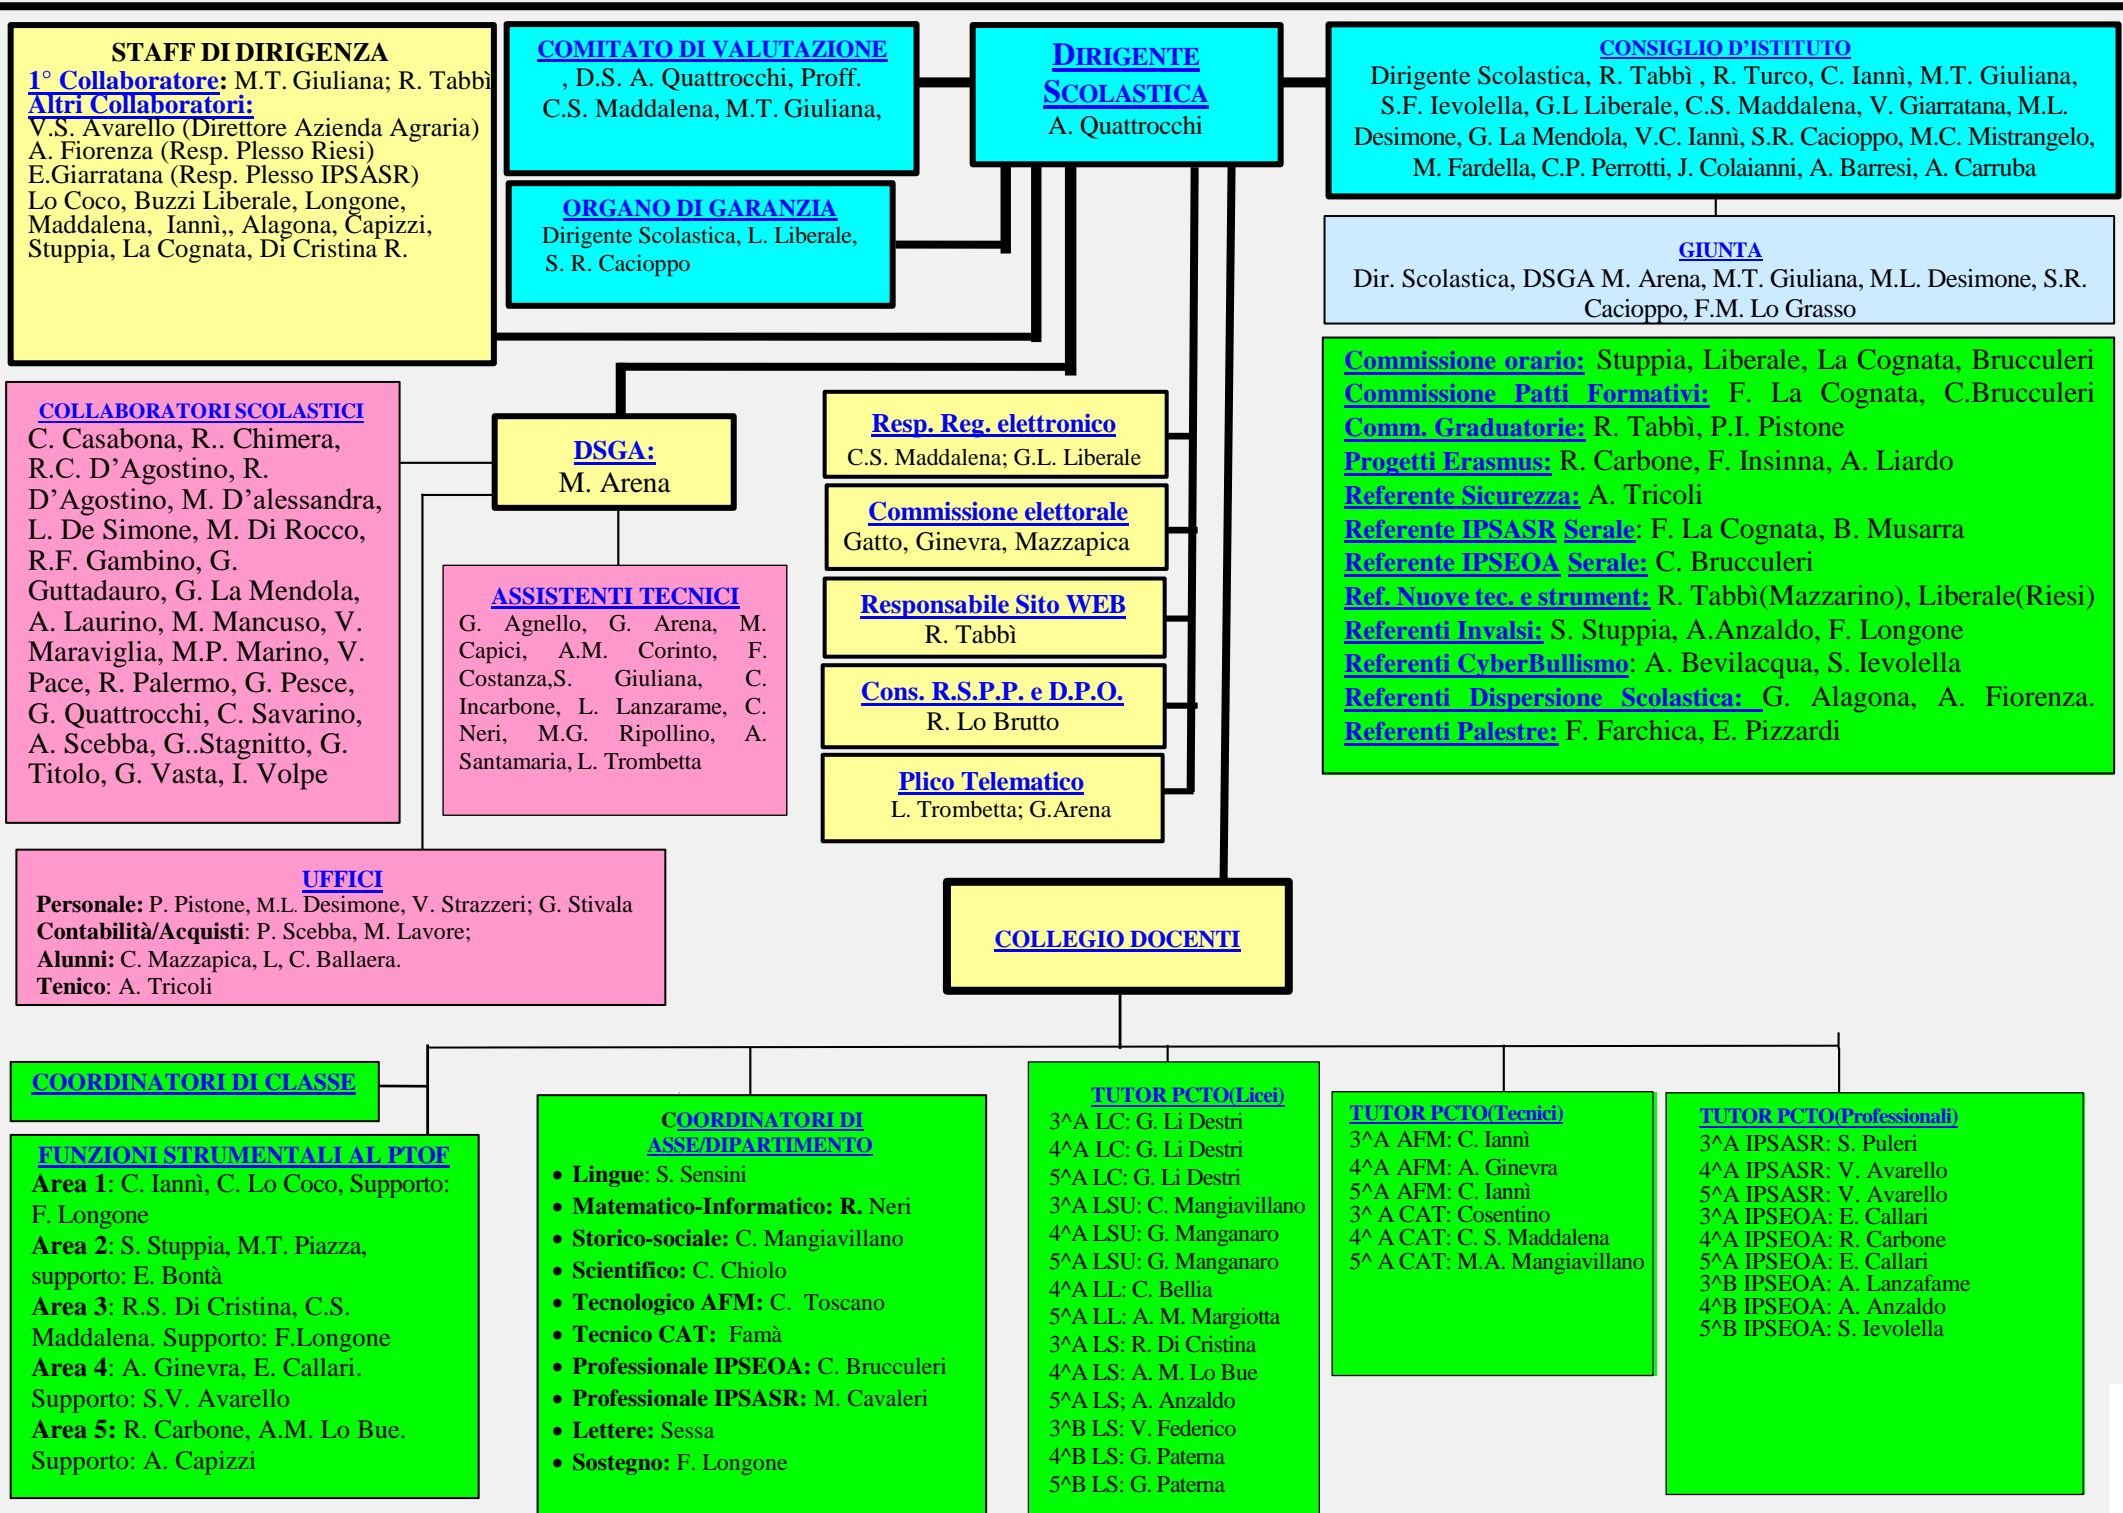 STAFF DI DIRIGENZA
1° Collaboratore: M.T. Giuliana; R. Tabbì
Altri Collaboratori:
V.S. Avarello (Direttore Azienda Agraria)
A. Fiorenza (Resp. Plesso Riesi)
E.Giarratana (Resp. Plesso IPSASR)
Lo Coco, Buzzi Liberale, Longone,
Maddalena, Iannì,, Alagona, Capizzi,
Stuppia, La Cognata, Di Cristina R.
COMITATO DI VALUTAZIONE
, D.S. A. Quattrocchi, Proff.
C.S. Maddalena, M.T. Giuliana,
DIRIGENTE
SCOLASTICA
A. Quattrocchi
CONSIGLIO D'ISTITUTO
Dirigente Scolastica, R. Tabbì , R. Turco, C. Iannì, M.T. Giuliana,
S.F. Ievolella, G.L Liberale, C.S. Maddalena, V. Giarratana, M.L.
Desimone, G. La Mendola, V.C. Iannì, S.R. Cacioppo, M.C. Mistrangelo,
M. Fardella, C.P. Perrotti, J. Colaianni, A. Barresi, A. Carruba
ORGANO DI GARANZIA
Dirigente Scolastica, L. Liberale,
S. R. Cacioppo
GIUNTA
Dir. Scolastica, DSGA M. Arena, M.T. Giuliana, M.L. Desimone, S.R.
Cacioppo, F.M. Lo Grasso
COLLABORATORI SCOLASTICI
C. Casabona, R.. Chimera,
R.C. D'Agostino, R.
D'Agostino, M. D'alessandra,
L. De Simone, M. Di Rocco,
R.F. Gambino, G.
Guttadauro, G. La Mendola,
A. Laurino, M. Mancuso, V.
Maraviglia, M.P. Marino, V.
Pace, R. Palermo, G. Pesce,
G. Quattrocchi, C. Savarino,
A. Scebba, G..Stagnitto, G.
Titolo, G. Vasta, I. Volpe
DSGA:
M. Arena
ASSISTENTI TECNICI
G. Agnello, G. Arena, M.
Capici, A.M. Corinto, F.
Costanza,S. Giuliana, C.
Incarbone, L. Lanzarame, C.
Neri, M.G. Ripollino, A.
Santamaria, L. Trombetta
Resp. Reg. elettronico
C.S. Maddalena; G.L. Liberale
Commissione elettorale
Gatto, Ginevra, Mazzapica
Responsabile Sito WEB
R. Tabbì
Cons. R.S.P.P. e D.P.O.
R. Lo Brutto
Plico Telematico
L. Trombetta; G.Arena
Commissione orario: Stuppia, Liberale, La Cognata, Brucculeri
Commissione Patti Formativi: F. La Cognata, C.Brucculeri
Comm. Graduatorie: R. Tabbì, P.I. Pistone
Progetti Erasmus: R. Carbone, F. Insinna, A. Liardo
Referente Sicurezza: A. Tricoli
Referente IPSASR Serale: F. La Cognata, B. Musarra
Referente IPSEOA Serale: C. Brucculeri
Ref. Nuove tec. e strument: R. Tabbì(Mazzarino), Liberale(Riesi)
Referenti Invalsi: S. Stuppia, A.Anzaldo, F. Longone
Referenti CyberBullismo: A. Bevilacqua, S. Ievolella
Referenti Dispersione Scolastica: G. Alagona, A. Fiorenza.
Referenti Palestre: F. Farchica, E. Pizzardi
UFFICI
Personale: P. Pistone, M.L. Desimone, V. Strazzeri; G. Stivala
Contabilità/Acquisti: P. Scebba, M. Lavore;
Alunni: C. Mazzapica, L, C. Ballaera.
Tenico: A. Tricoli
COLLEGIO DOCENTI
COORDINATORI DI CLASSE
FUNZIONI STRUMENTALI AL PTOF
Area 1: C. Iannì, C. Lo Coco, Supporto:
F. Longone
Area 2: S. Stuppia, M.T. Piazza,
supporto: E. Bontà
Area 3: R.S. Di Cristina, C.S.
Maddalena. Supporto: F.Longone
Area 4: A. Ginevra, E. Callari.
Supporto: S.V. Avarello
Area 5: R. Carbone, A.M. Lo Bue.
Supporto: A. Capizzi
COORDINATORI DI
ASSE/DIPARTIMENTO
• Lingue: S. Sensini
• Matematico-Informatico: R. Neri
• Storico-sociale: C. Mangiavillano
• Scientifico: C. Chiolo
• Tecnologico AFM: C. Toscano
• Tecnico CAT: Famà
• Professionale IPSEOA: C. Brucculeri
• Professionale IPSASR: M. Cavaleri
• Lettere: Sessa
• Sostegno: F. Longone
TUTOR PCTO(Licei)
3^A LC: G. Li Destri
4^A LC: G. Li Destri
5^A LC: G. Li Destri
3^A LSU: C. Mangiavillano
4^A LSU: G. Manganaro
5^A LSU: G. Manganaro
4^A LL: C. Bellia
5^A LL: A. M. Margiotta
3^A LS: R. Di Cristina
4^A LS: A. M. Lo Bue
5^A LS; A. Anzaldo
3^B LS: V. Federico
4^B LS: G. Paterna
5^B LS: G. Paterna
TUTOR PCTO(Tecnici)
3^A AFM: C. Iannì
4^A AFM: A. Ginevra
5^A AFM: C. Iannì
3^ A CAT: Cosentino
4^ A CAT: C. S. Maddalena
5^ A CAT: M.A. Mangiavillano
TUTOR PCTO(Professionali)
3^A IPSASR: S. Puleri
4^A IPSASR: V. Avarello
5^A IPSASR: V. Avarello
3^A IPSEOA: E. Callari
4^A IPSEOA: R. Carbone
5^A IPSEOA: E. Callari
3^B IPSEOA: A. Lanzafame
4^B IPSEOA: A. Anzaldo
5^B IPSEOA: S. Ievolella